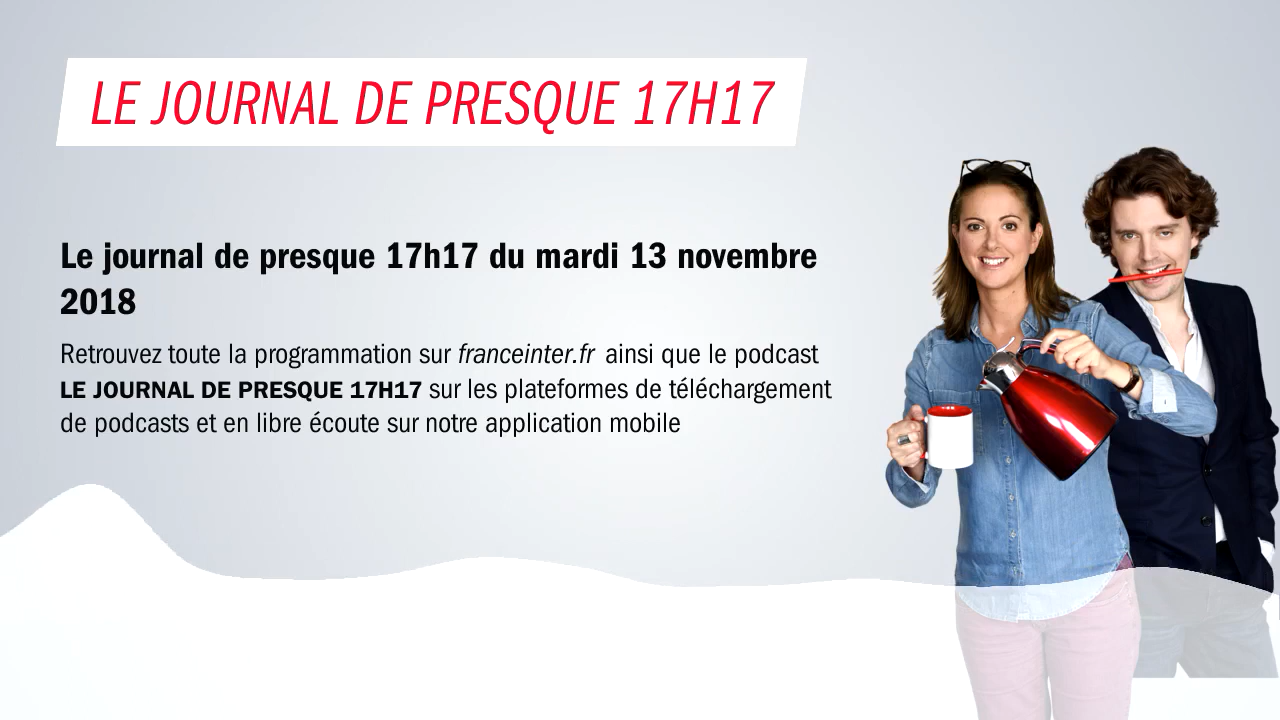 LE JOURNAL DE PRESQUE 17H17
Le journal de presque 17h17 du mardi 13 novembre
2018
Retrouvez toute la programmation sur franceinter.fr ainsi que le podcast
LE JOURNAL DE PRESQUE 17H17 sur les plateformes de téléchargement
de podcasts et en libre écoute sur notre application mobile